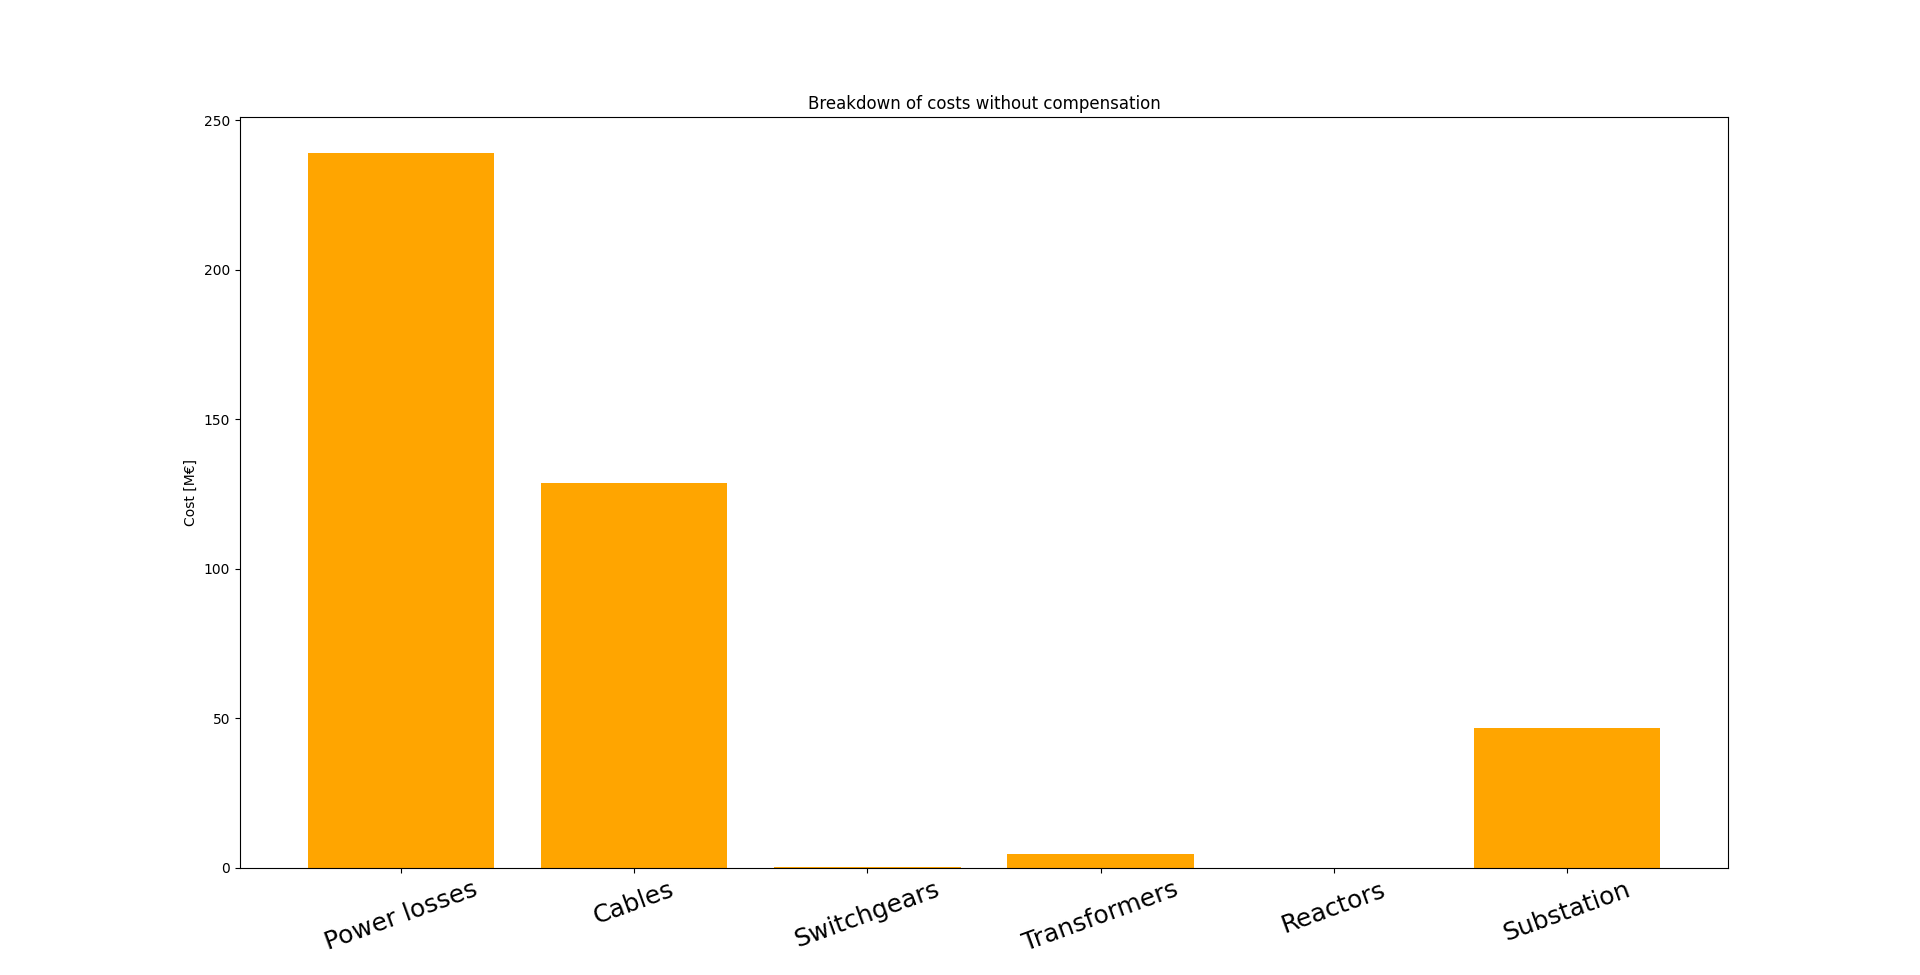 Breakdown of costs without compensation
250
200
150
100
50
0
Cost [M€]
Power losses
Cables
Switchgears
Transformers
Reactors
Substation